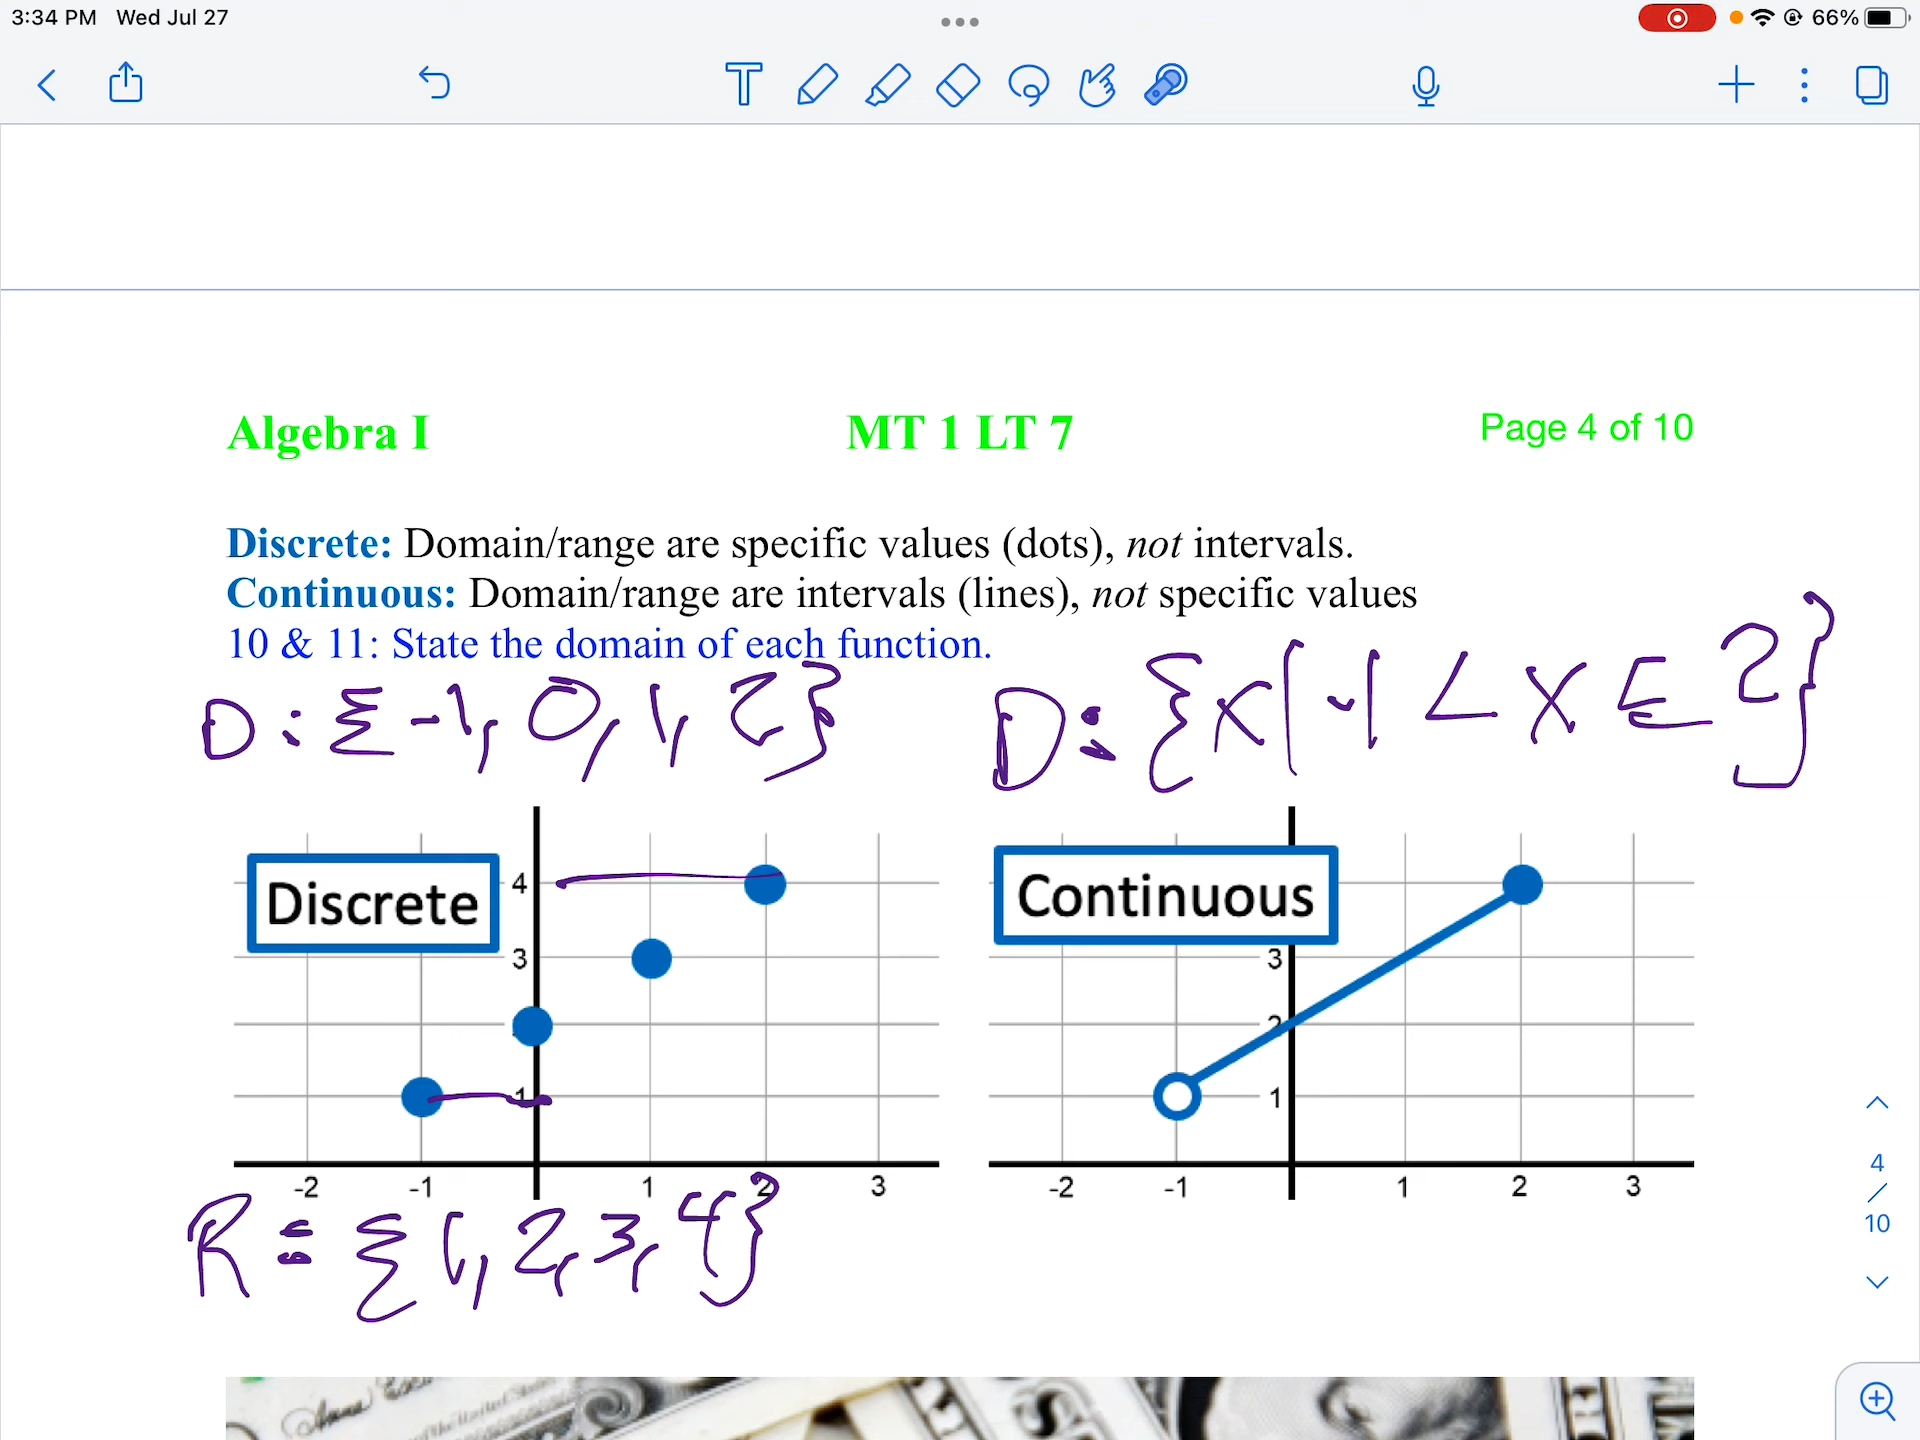 3:34 PM Wed Jul 27
66%
Algebra I MT 1 LT 7 Page 4 of 10
Discrete: Domain/range are specific values (dots), not intervals.
Continuous: Domain/range are intervals (lines), not specific values
10 & 11: State the domain of each function.
D: {-1, 0, 1, 2} D: {x|-1 < x ≤ 2}
Discrete 4
3
1
-2 -1 1 2 3
Continuous
3
2
1
-2 -1 1 2 3
R = {1, 2, 3, 4}
4
/
10